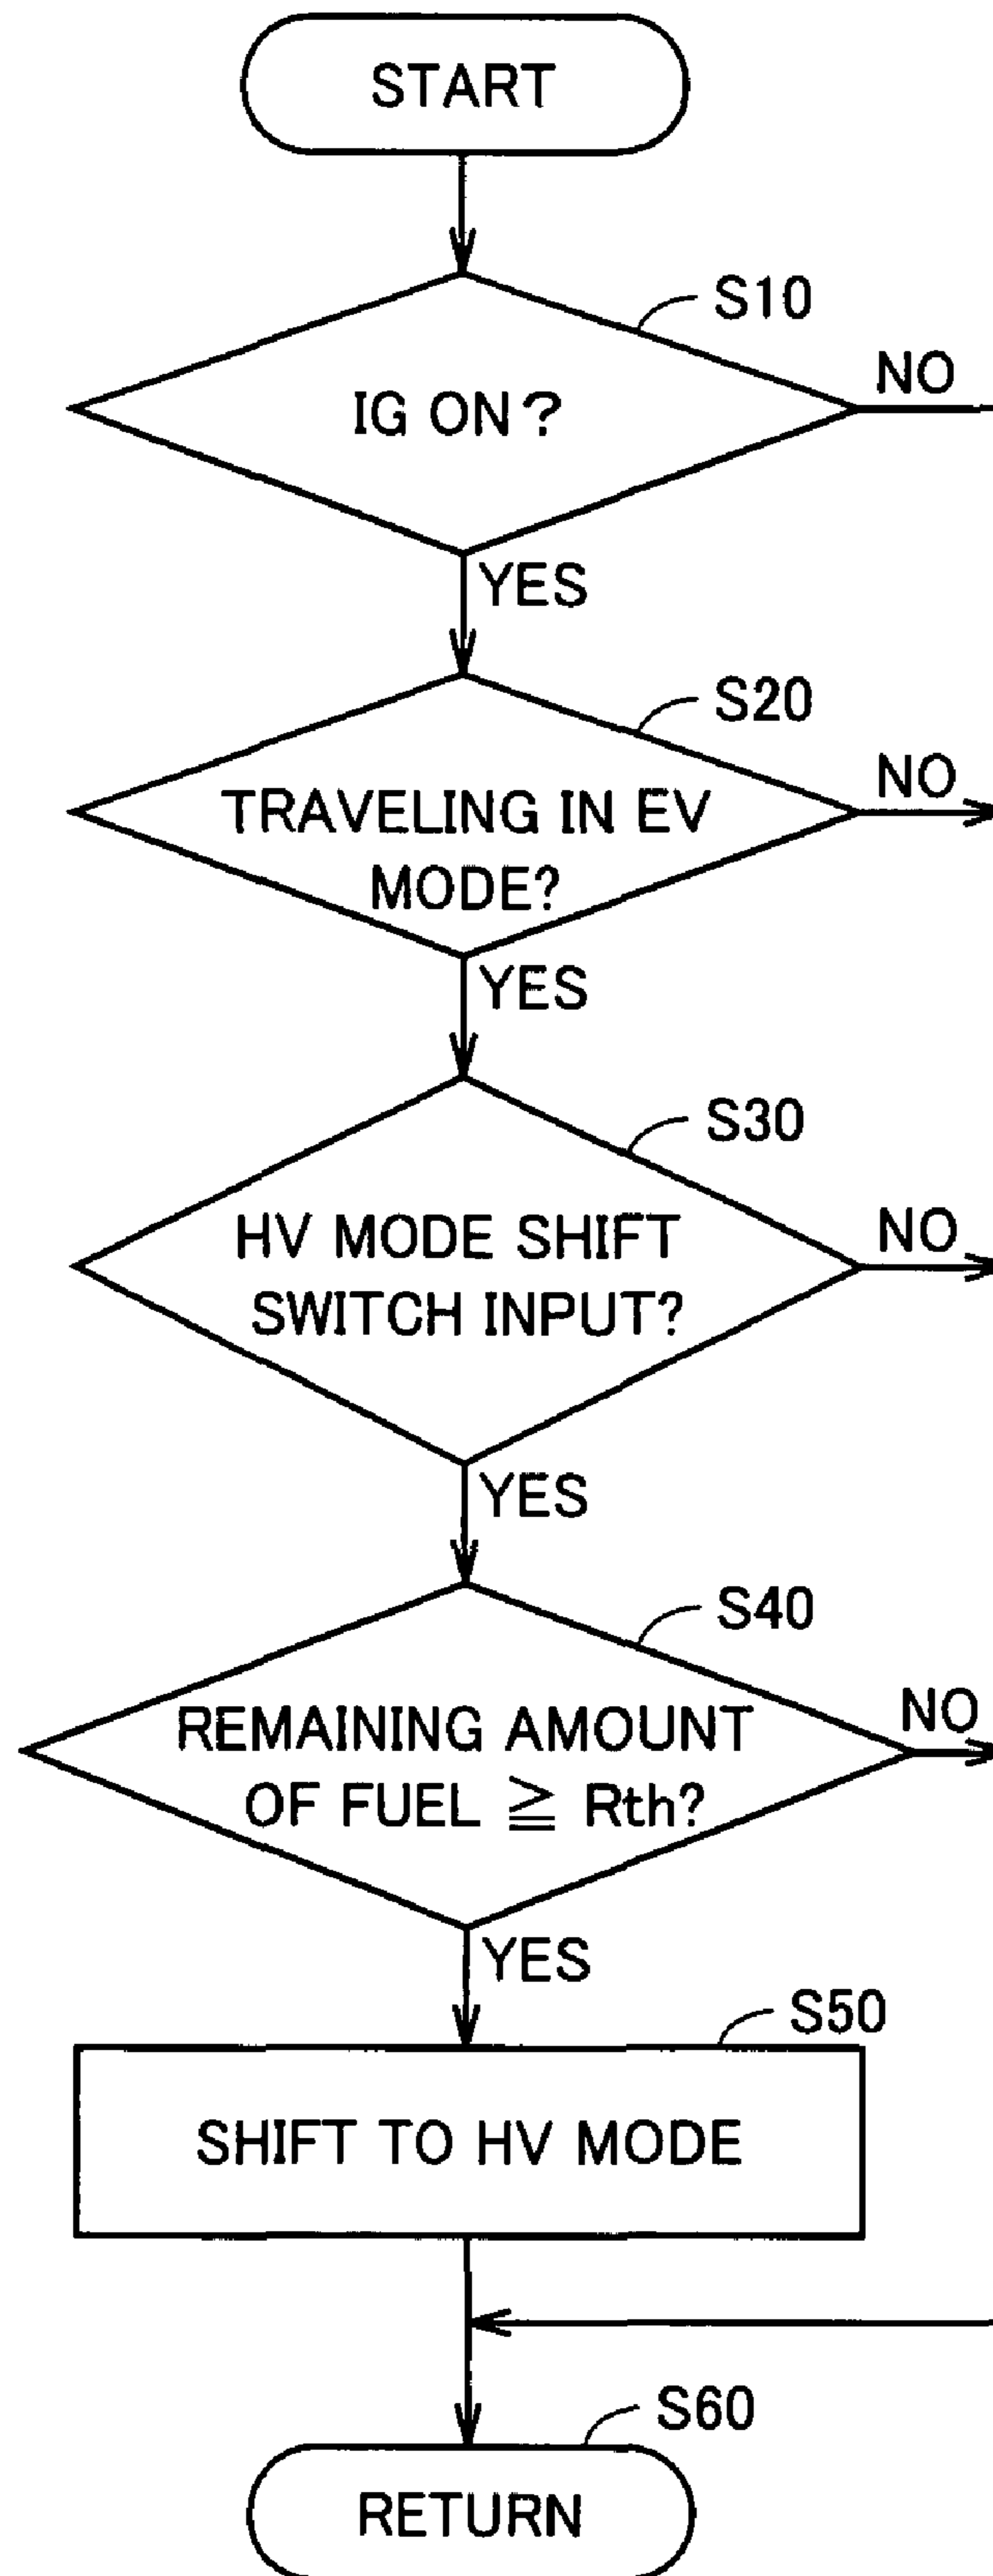 START
S10
IG ON?
NO
YES
S20
TRAVELING IN EV
MODE?
NO
YES
S30
HV MODE SHIFT
SWITCH INPUT?
NO
YES
S40
REMAINING AMOUNT
OF FUEL ≧ Rth?
NO
YES
S50
SHIFT TO HV MODE
S60
RETURN